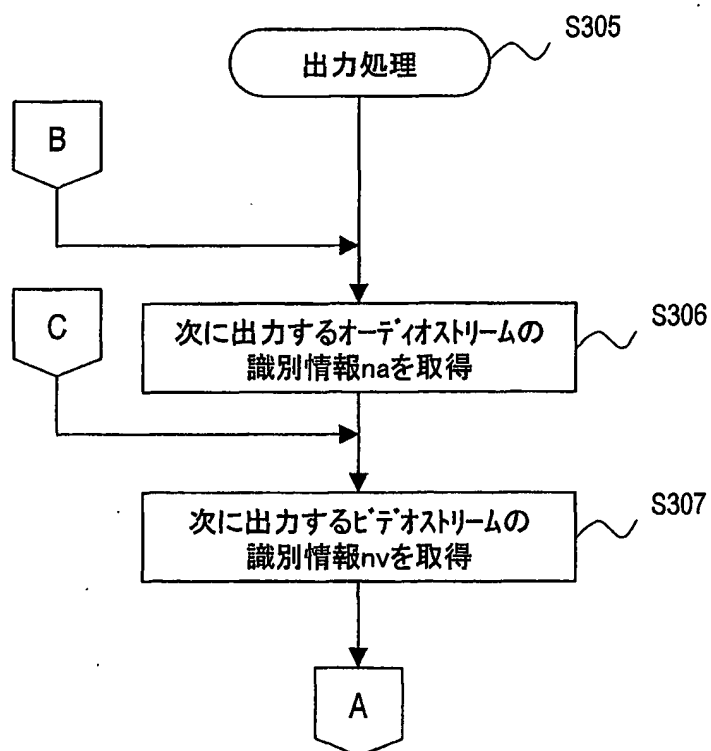 出力処理
S305
B
次に出力するオーディオストリームの
識別情報naを取得
S306
C
次に出力するビデオストリームの
識別情報nvを取得
S307
A